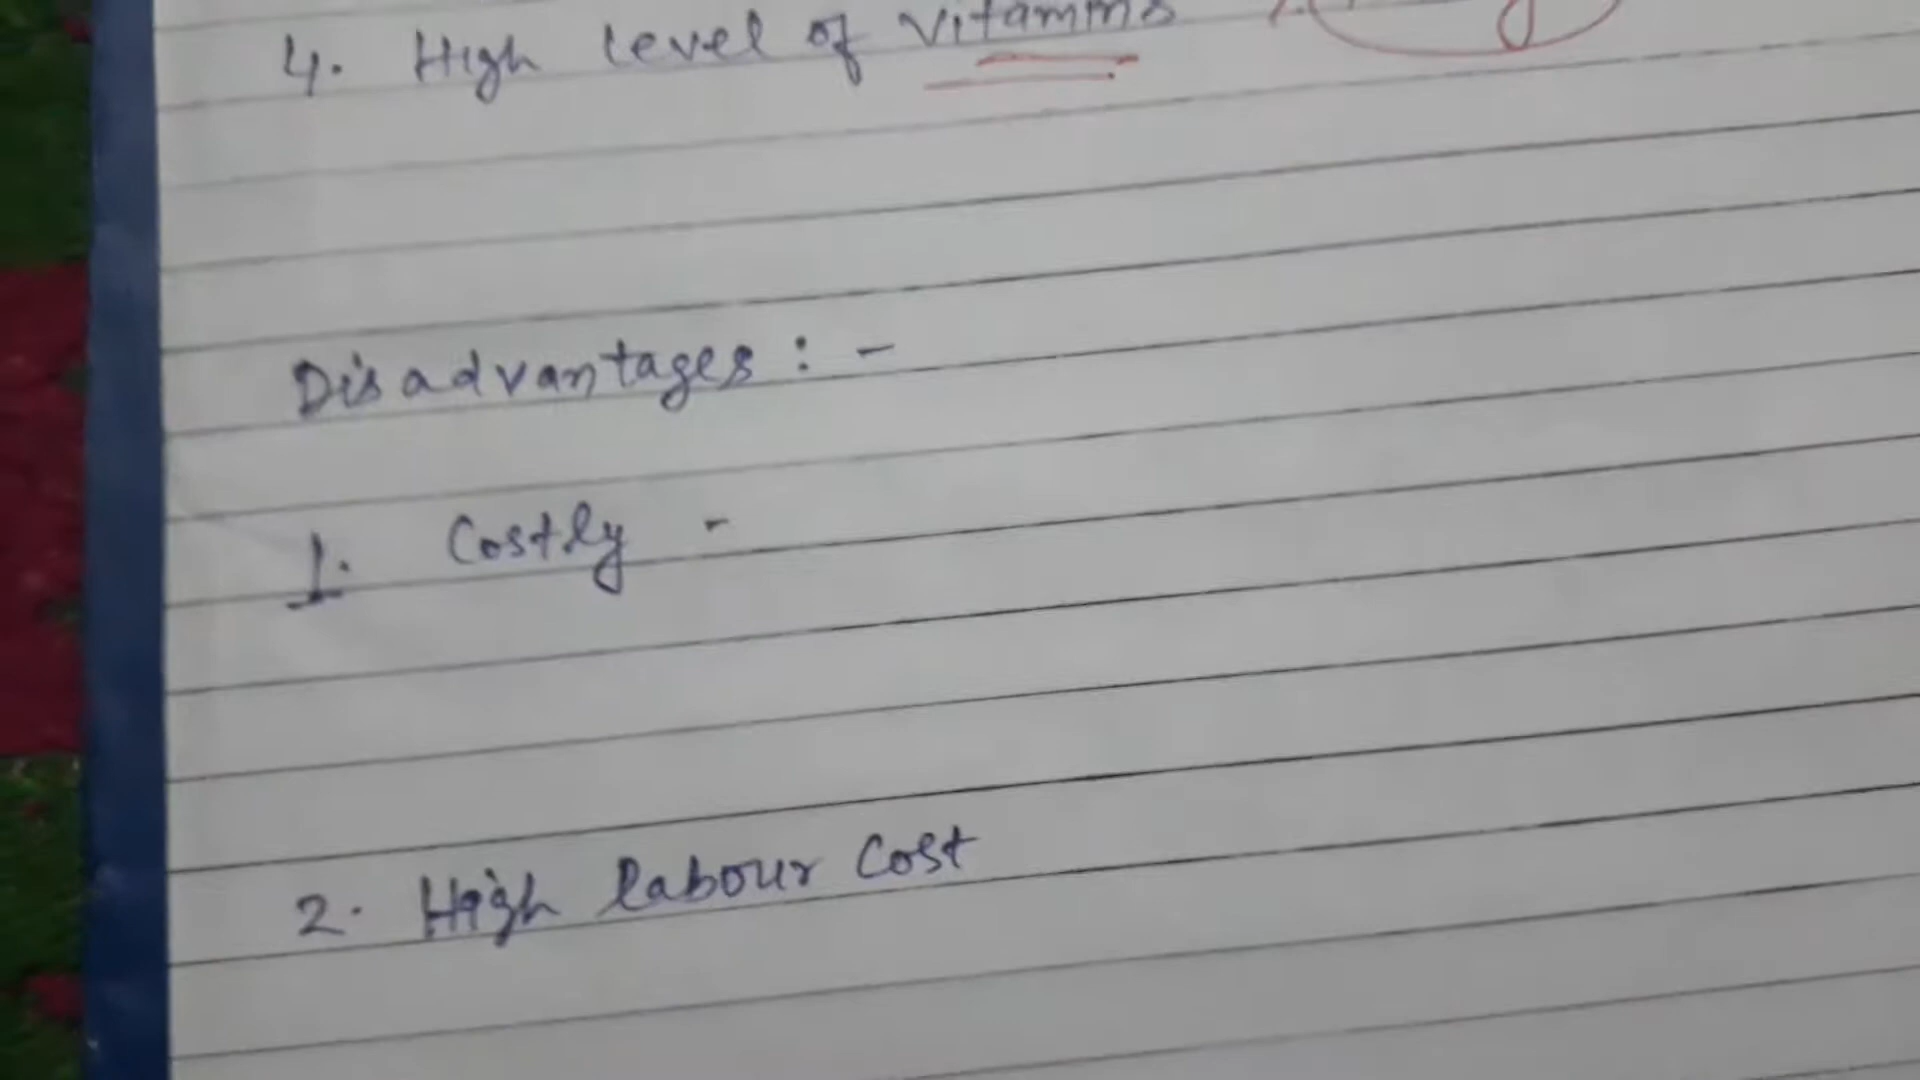 4. High level of vitamins
Disadvantages : -
1. Costly -
2. High labour Cost